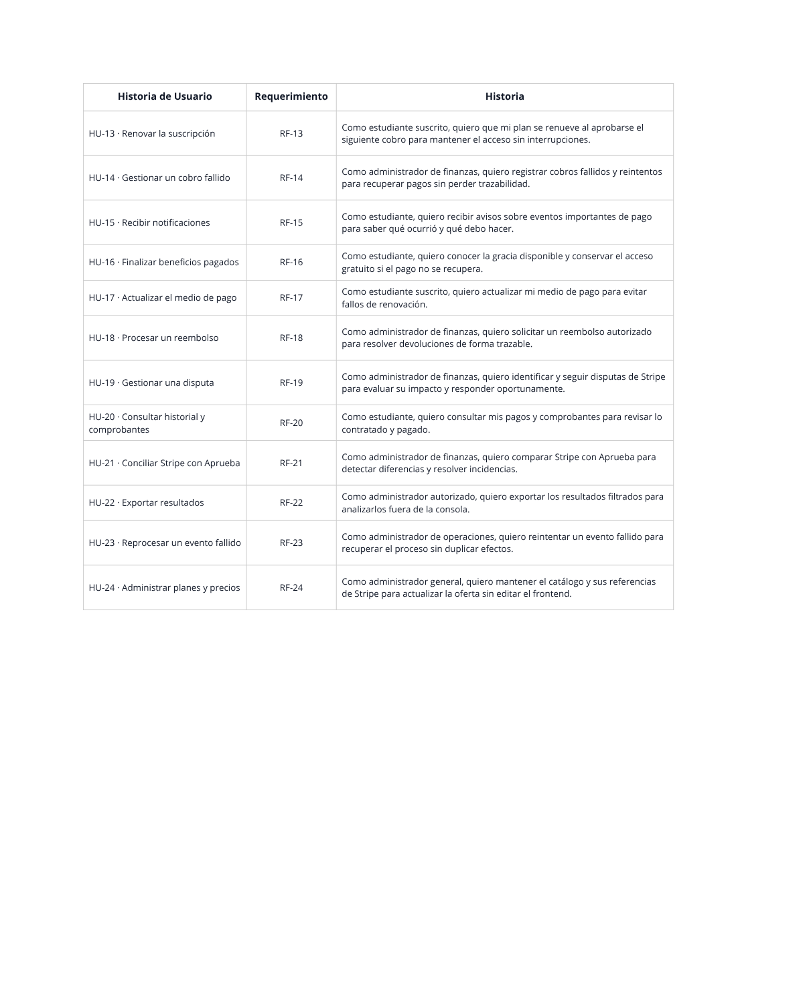 Historia de Usuario
Requerimiento
Historia
HU-13 · Renovar la suscripción
RF-13
Como estudiante suscrito, quiero que mi plan se renueve al aprobarse el
siguiente cobro para mantener el acceso sin interrupciones.
HU-14 · Gestionar un cobro fallido
RF-14
Como administrador de finanzas, quiero registrar cobros fallidos y reintentos
para recuperar pagos sin perder trazabilidad.
HU-15 · Recibir notificaciones
RF-15
Como estudiante, quiero recibir avisos sobre eventos importantes de pago
para saber qué ocurrió y qué debo hacer.
HU-16 · Finalizar beneficios pagados
RF-16
Como estudiante, quiero conocer la gracia disponible y conservar el acceso
gratuito si el pago no se recupera.
HU-17 · Actualizar el medio de pago
RF-17
Como estudiante suscrito, quiero actualizar mi medio de pago para evitar
fallos de renovación.
HU-18 · Procesar un reembolso
RF-18
Como administrador de finanzas, quiero solicitar un reembolso autorizado
para resolver devoluciones de forma trazable.
HU-19 · Gestionar una disputa
RF-19
Como administrador de finanzas, quiero identificar y seguir disputas de Stripe
para evaluar su impacto y responder oportunamente.
HU-20 · Consultar historial y
comprobantes
RF-20
Como estudiante, quiero consultar mis pagos y comprobantes para revisar lo
contratado y pagado.
HU-21 · Conciliar Stripe con Aprueba
RF-21
Como administrador de finanzas, quiero comparar Stripe con Aprueba para
detectar diferencias y resolver incidencias.
HU-22 · Exportar resultados
RF-22
Como administrador autorizado, quiero exportar los resultados filtrados para
analizarlos fuera de la consola.
HU-23 · Reprocesar un evento fallido
RF-23
Como administrador de operaciones, quiero reintentar un evento fallido para
recuperar el proceso sin duplicar efectos.
HU-24 · Administrar planes y precios
RF-24
Como administrador general, quiero mantener el catálogo y sus referencias
de Stripe para actualizar la oferta sin editar el frontend.